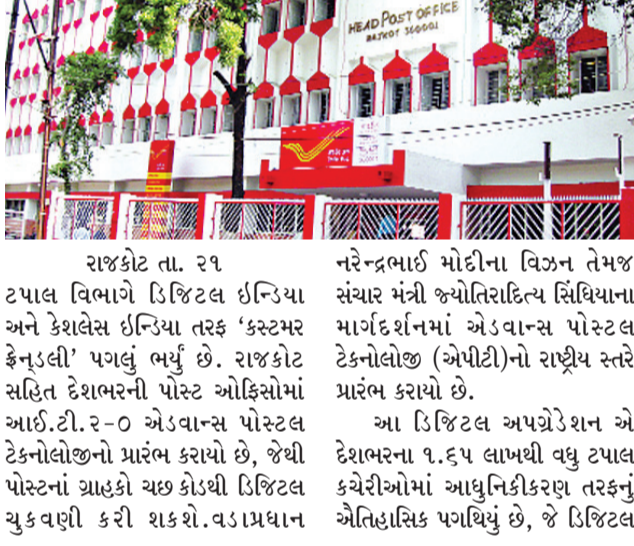 HEAD POST OFFICE
RAJKOT 360001
રાજકોટ તા. ૨૧
ટપાલ વિભાગે ડિજિટલ ઇન્ડિયા
અને કેશલેસ ઇન્ડિયા તરફ ‘કસ્ટમર
ફ્રેન્ડલી’ પગલું ભર્યું છે. રાજકોટ
સહિત દેશભરની પોસ્ટ ઓફિસોમાં
આઈ.ટી.૨-૦ એડવાન્સ પોસ્ટલ
ટેકનોલોજીનો પ્રારંભ કરાયો છે, જેથી
પોસ્ટનાં ગ્રાહકો ચછ કોડથી ડિજિટલ
ચુકવણી કરી શકશે.વડાપ્રધાન
નરેન્દ્રભાઈ મોદીના વિઝન તેમજ
સંચાર મંત્રી જ્યોતિરાદિત્ય સિંધિયાના
માર્ગદર્શનમાં એડવાન્સ પોસ્ટલ
ટેકનોલોજી (એપીટી)નો રાષ્ટ્રીય સ્તરે
પ્રારંભ કરાયો છે.
આ ડિજિટલ અપગ્રેડેશન એ
દેશભરના ૧.૬૫ લાખથી વધુ ટપાલ
કચેરીઓમાં આધુનિકીકરણ તરફનું
ઐતિહાસિક પગથિયું છે, જે ડિજિટલ